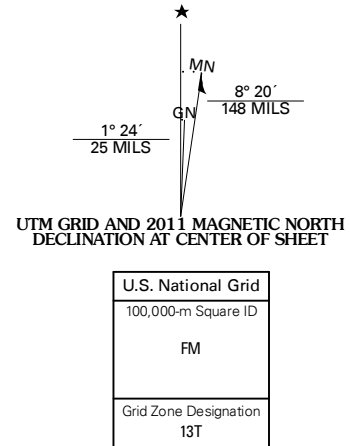 ★
MN
8° 20´
148 MILS
GN
1° 24´
25 MILS
UTM GRID AND 2011 MAGNETIC NORTH
DECLINATION AT CENTER OF SHEET
U.S. National Grid
100,000-m Square ID
FM
Grid Zone Designation
13T